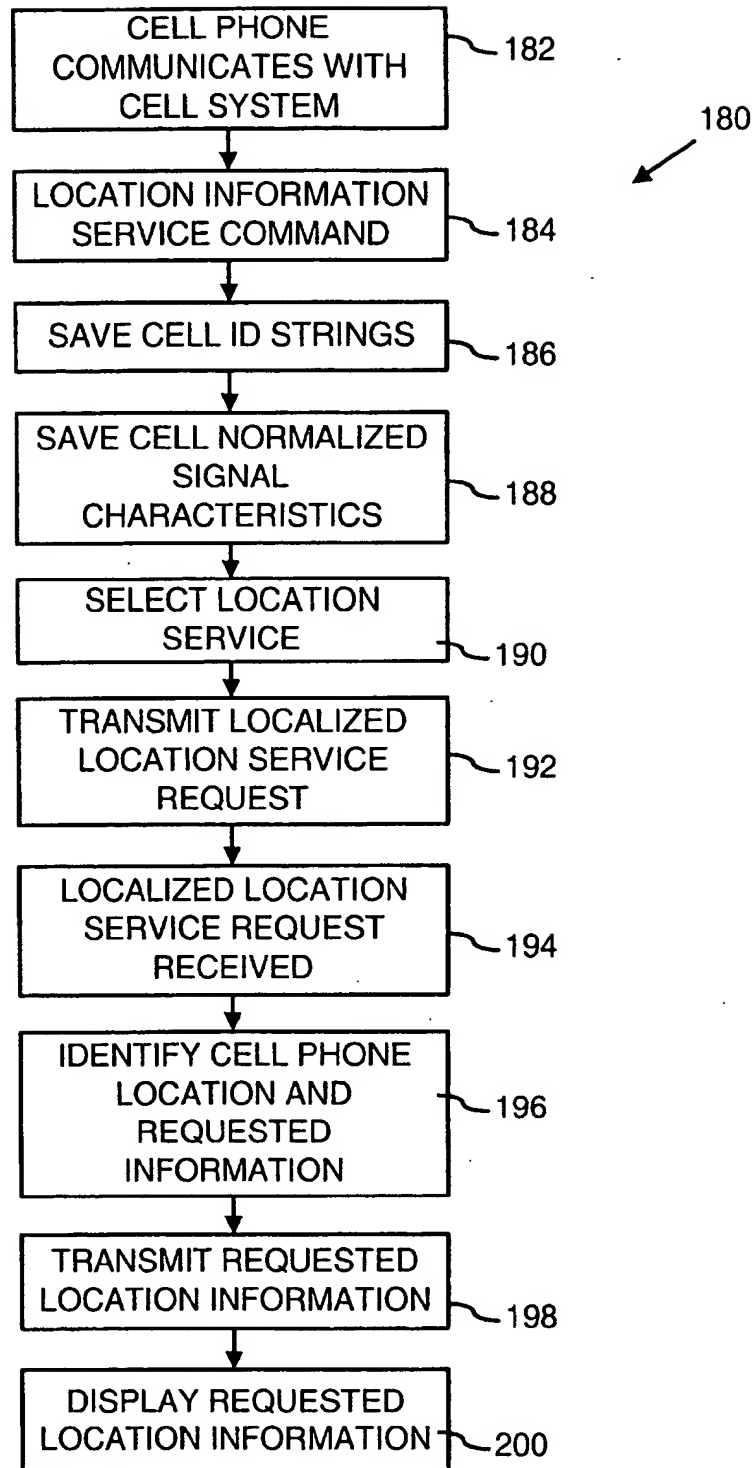 CELL PHONE
COMMUNICATES WITH
CELL SYSTEM
182
180
LOCATION INFORMATION
SERVICE COMMAND
184
SAVE CELL ID STRINGS
186
SAVE CELL NORMALIZED
SIGNAL
CHARACTERISTICS
188
SELECT LOCATION
SERVICE
190
TRANSMIT LOCALIZED
LOCATION SERVICE
REQUEST
192
LOCALIZED LOCATION
SERVICE REQUEST
RECEIVED
194
IDENTIFY CELL PHONE
LOCATION AND
REQUESTED
INFORMATION
196
TRANSMIT REQUESTED
LOCATION INFORMATION
198
DISPLAY REQUESTED
LOCATION INFORMATION
200